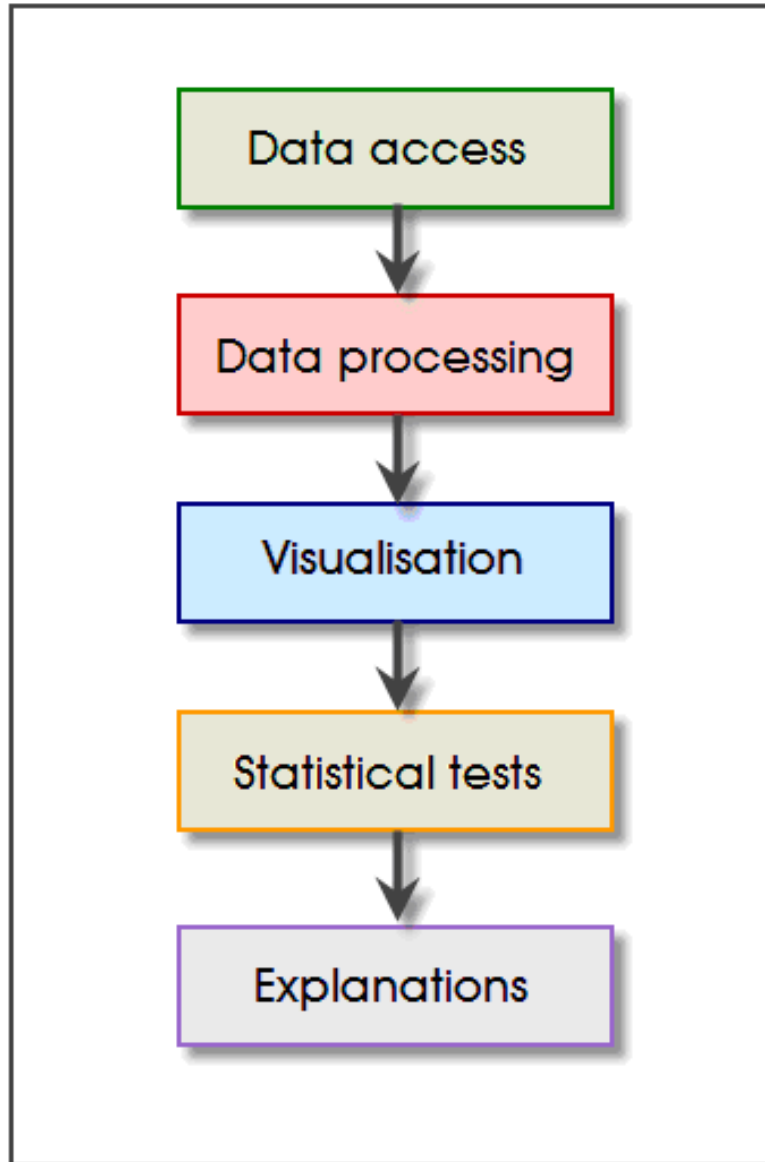 Data access
Data processing
Visualisation
Statistical tests
Explanations